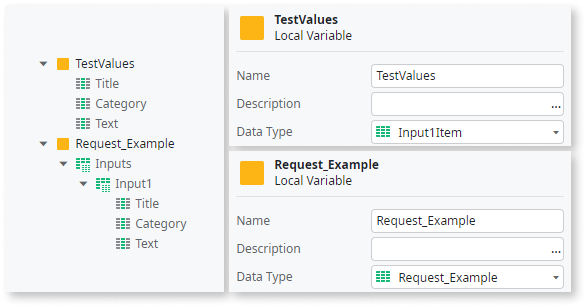 TestValues
Title
Category
Text
Request_Example
Inputs
Input1
Title
Category
Text
TestValues
Local Variable
Name TestValues
Description ...
Data Type Input1Item
Request_Example
Local Variable
Name Request_Example
Description ...
Data Type Request_Example